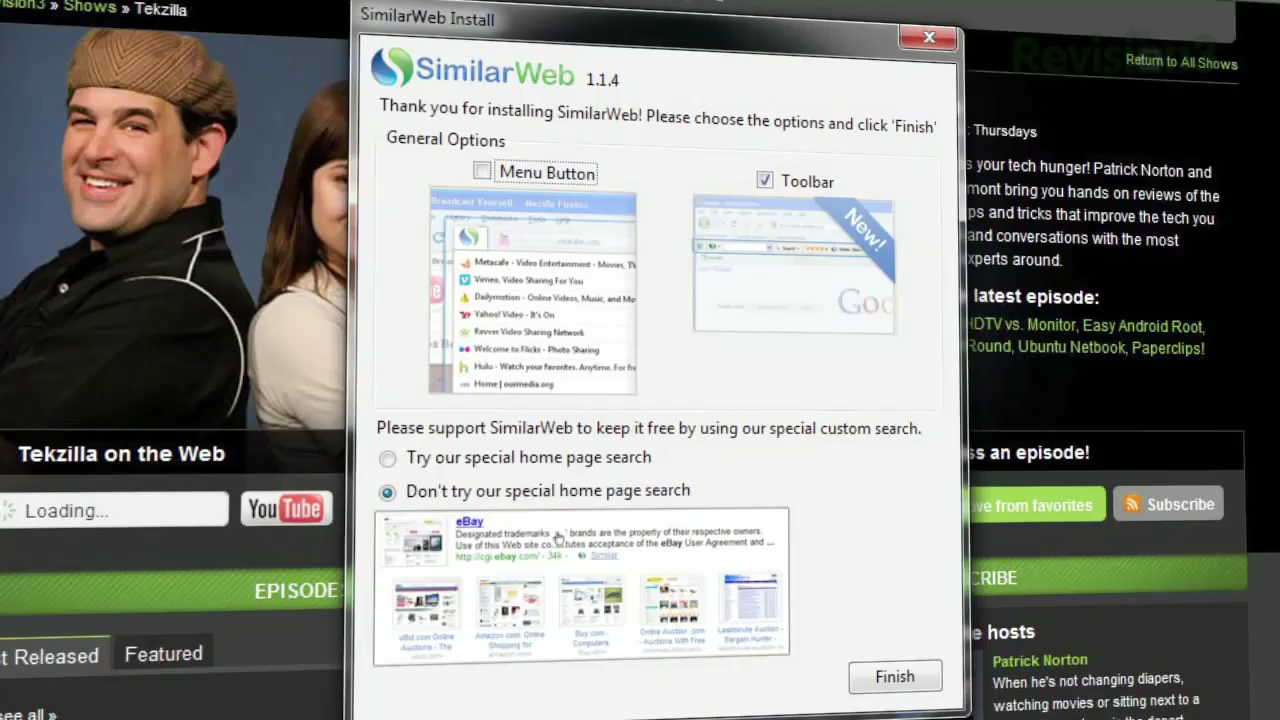 vision3 » Shows » Tekzilla
SimilarWeb Install
Revision3
Return to All Shows
SimilarWeb 1.1.4
Thank you for installing SimilarWeb! Please choose the options and click 'Finish'
General Options
Menu Button
Toolbar
Broadcast Yourself. - Mozilla Firefox
New!
Metacafe - Video Entertainment - Movies, TV
Vimeo, Video Sharing For You
Dailymotion - Online Videos, Music, and Mo
Yahoo! Video - It's On
Revver Video Sharing Network
Welcome to Flickr - Photo Sharing
Hulu - Watch your favorites. Anytime. For fre
Home | ourmedia.org
Goo
: Thursdays
s your tech hunger! Patrick Norton and
mont bring you hands on reviews of the
ps and tricks that improve the tech you
and conversations with the most
xperts around.
latest episode:
HDTV vs. Monitor, Easy Android Root,
Round, Ubuntu Netbook, Paperclips!
Please support SimilarWeb to keep it free by using our special custom search.
Try our special home page search
Don't try our special home page search
eBay
Designated trademarks brands are the property of their respective owners.
Use of this Web site co tutes acceptance of the eBay User Agreement and ...
http://cgi.ebay.com/ - 34k - Similar
uBid.com Online
Auctions - The
Amazon.com Online
Shopping for
Buy.com -
Computers,
Online Auction .com
- Auctions With Free
Lastminute Auction -
Bargain Hunter -
Finish
Tekzilla on the Web
Loading...
YouTube
EPISODE
t Released
Featured
see all »
ss an episode!
ve from favorites
Subscribe
CRIBE
e hosts
Patrick Norton
When he's not changing diapers,
watching movies or sitting next to a